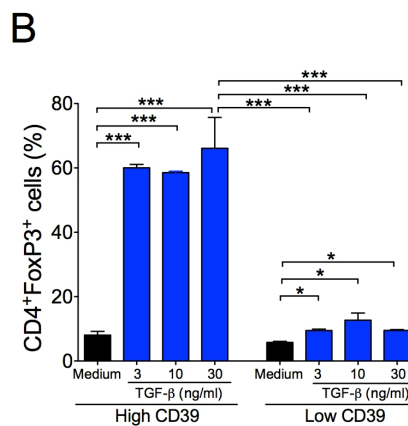 B
CD4+FoxP3+ cells (%)
80
60
40
20
0
*** *** *** *** *** ***
* * *
Medium 3 10 30 Medium 3 10 30
TGF-β (ng/ml) TGF-β (ng/ml)
High CD39 Low CD39